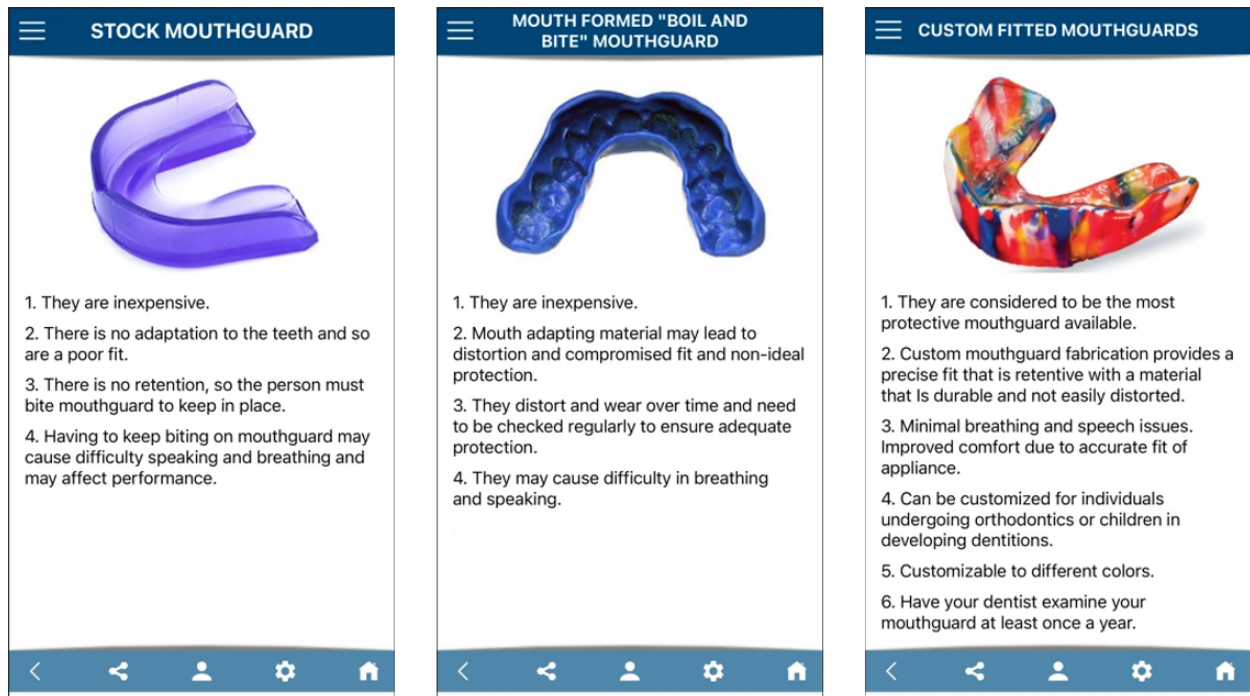 STOCK MOUTHGUARD
1. They are inexpensive.
2. There is no adaptation to the teeth and so
are a poor fit.
3. There is no retention, so the person must
bite mouthguard to keep in place.
4. Having to keep biting on mouthguard may
cause difficulty speaking and breathing and
may affect performance.
MOUTH FORMED "BOIL AND
BITE" MOUTHGUARD
1. They are inexpensive.
2. Mouth adapting material may lead to
distortion and compromised fit and non-ideal
protection.
3. They distort and wear over time and need
to be checked regularly to ensure adequate
protection.
4. They may cause difficulty in breathing
and speaking.
CUSTOM FITTED MOUTHGUARDS
1. They are considered to be the most
protective mouthguard available.
2. Custom mouthguard fabrication provides a
precise fit that is retentive with a material
that Is durable and not easily distorted.
3. Minimal breathing and speech issues.
Improved comfort due to accurate fit of
appliance.
4. Can be customized for individuals
undergoing orthodontics or children in
developing dentitions.
5. Customizable to different colors.
6. Have your dentist examine your
mouthguard at least once a year.